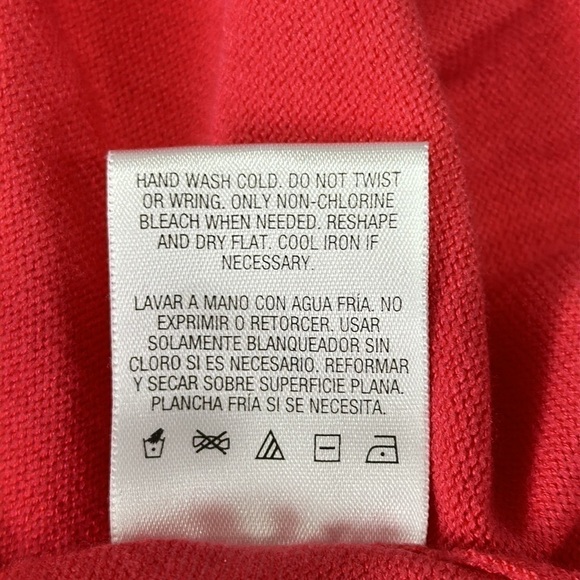 HAND WASH COLD. DO NOT TWIST
OR WRING. ONLY NON-CHLORINE
BLEACH WHEN NEEDED. RESHAPE
AND DRY FLAT. COOL IRON IF
NECESSARY.
LAVAR A MANO CON AGUA FRÍA. NO
EXPRIMIR O RETORCER. USAR
SOLAMENTE BLANQUEADOR SIN
CLORO SI ES NECESARIO. REFORMAR
Y SECAR SOBRE SUPERFICIE PLANA.
PLANCHA FRÍA SI SE NECESITA.